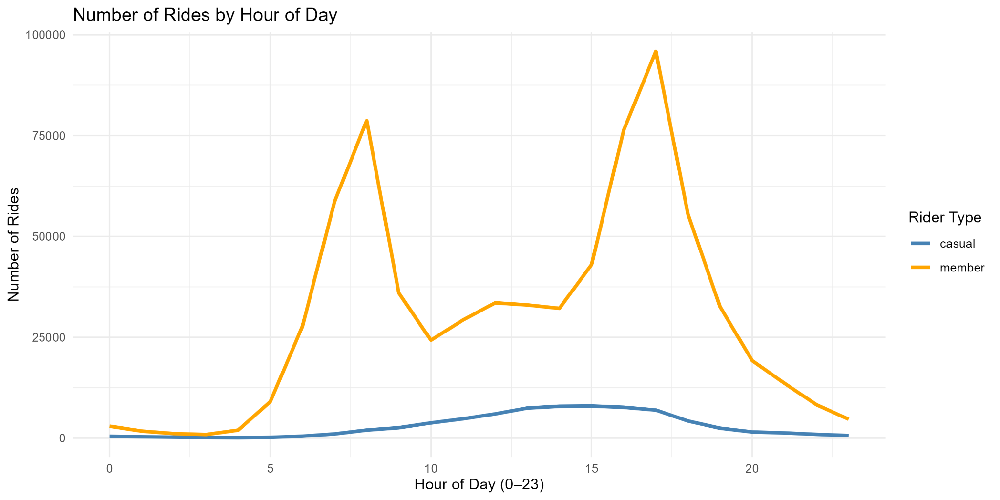 Number of Rides by Hour of Day
100000
75000
50000
25000
0
Number of Rides
0 5 10 15 20
Hour of Day (0–23)
Rider Type
casual
member